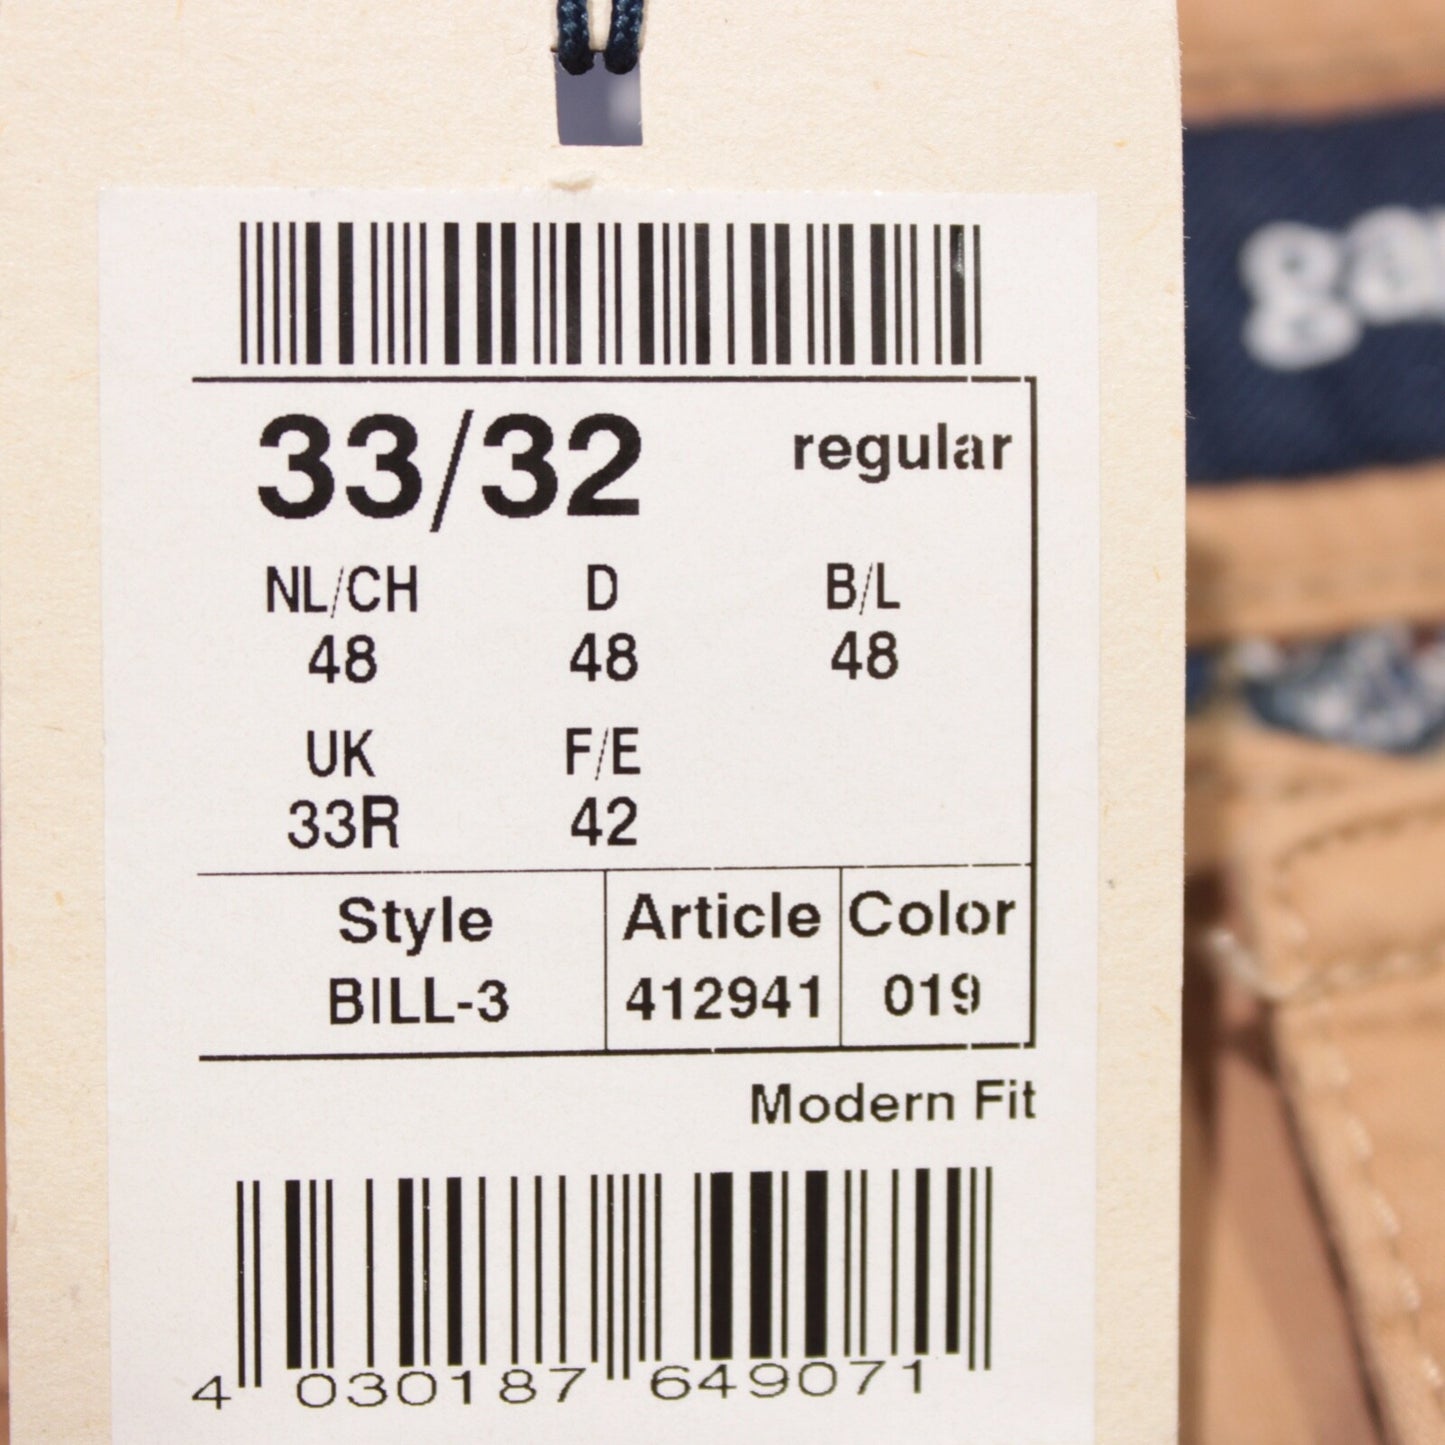 33/32 regular
NL/CH D B/L
48 48 48
UK F/E
33R 42
Style Article Color
BILL-3 412941 019
Modern Fit
4 030187 649071